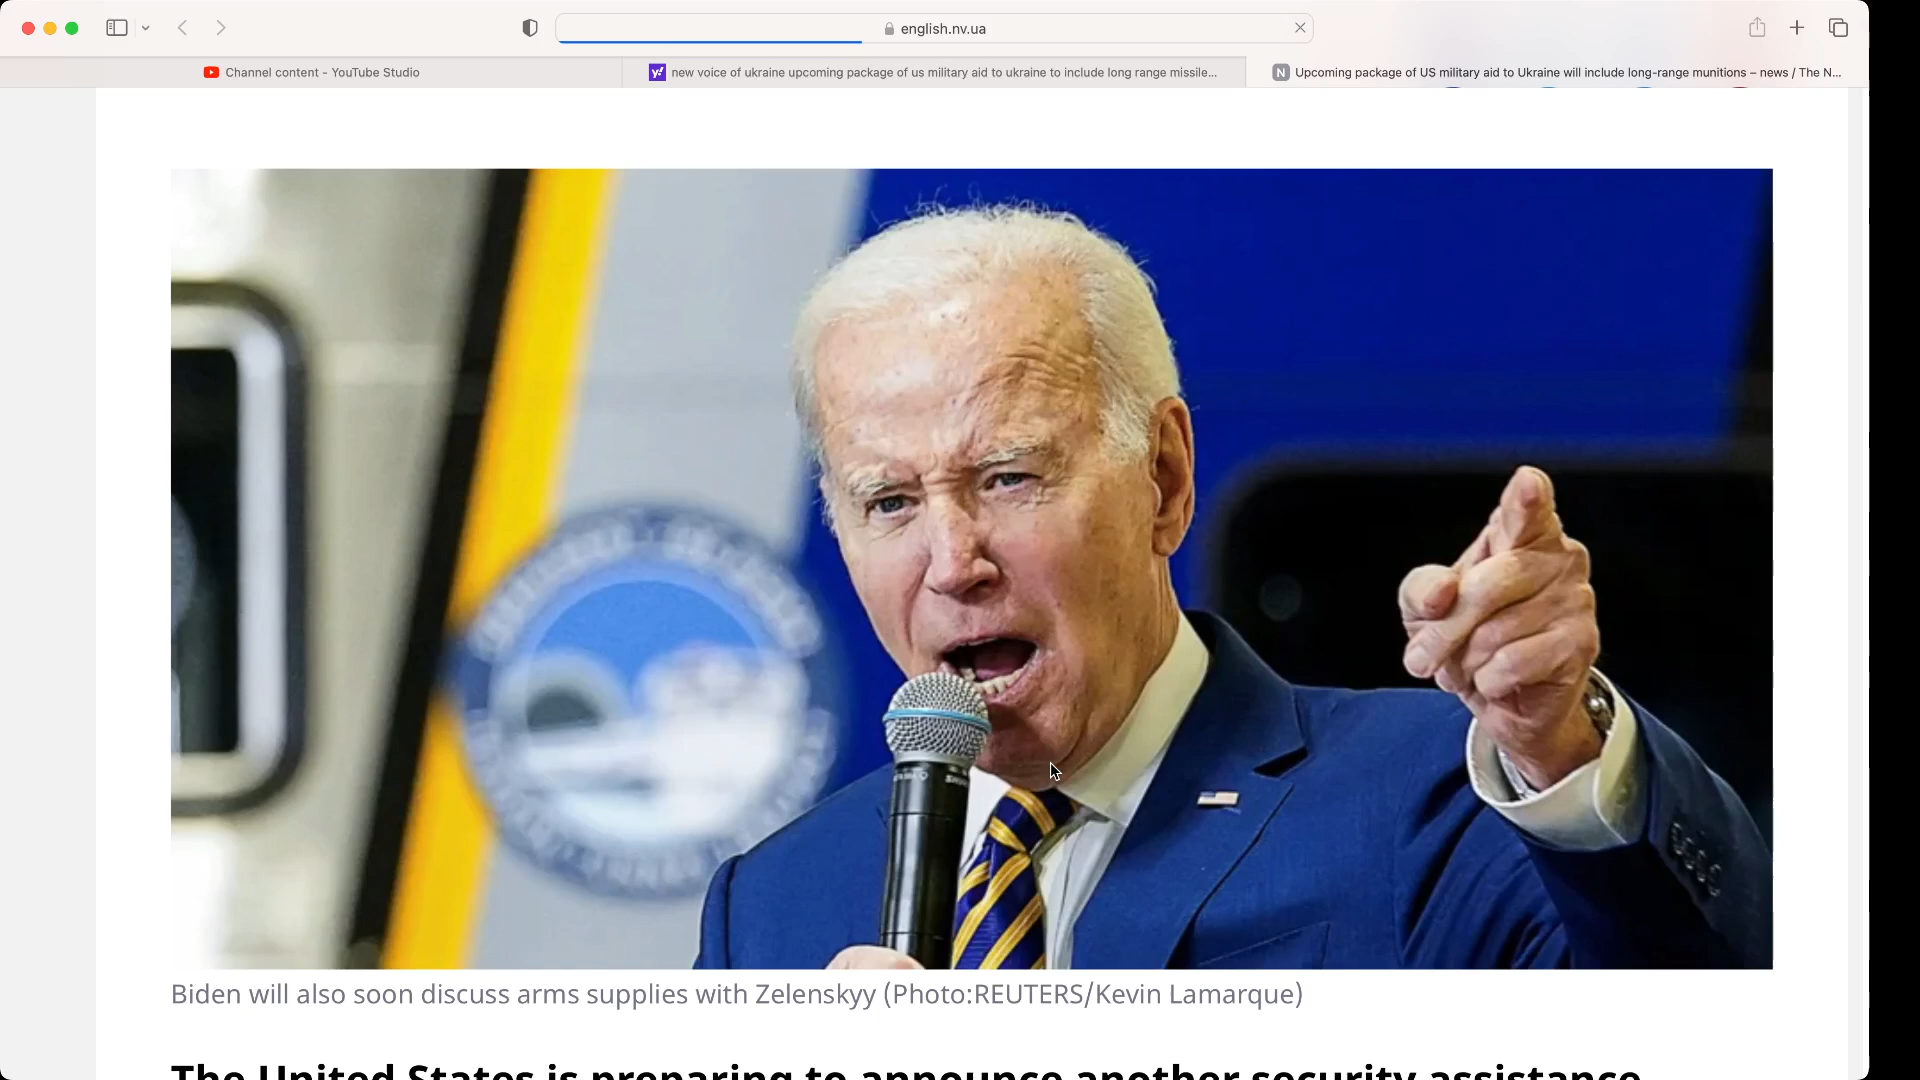 english.nv.ua
Channel content - YouTube Studio
new voice of ukraine upcoming package of us military aid to ukraine to include long range missile...
Upcoming package of US military aid to Ukraine will include long-range munitions – news / The N...
Biden will also soon discuss arms supplies with Zelenskyy (Photo:REUTERS/Kevin Lamarque)
The United States is preparing to announce another security assistance